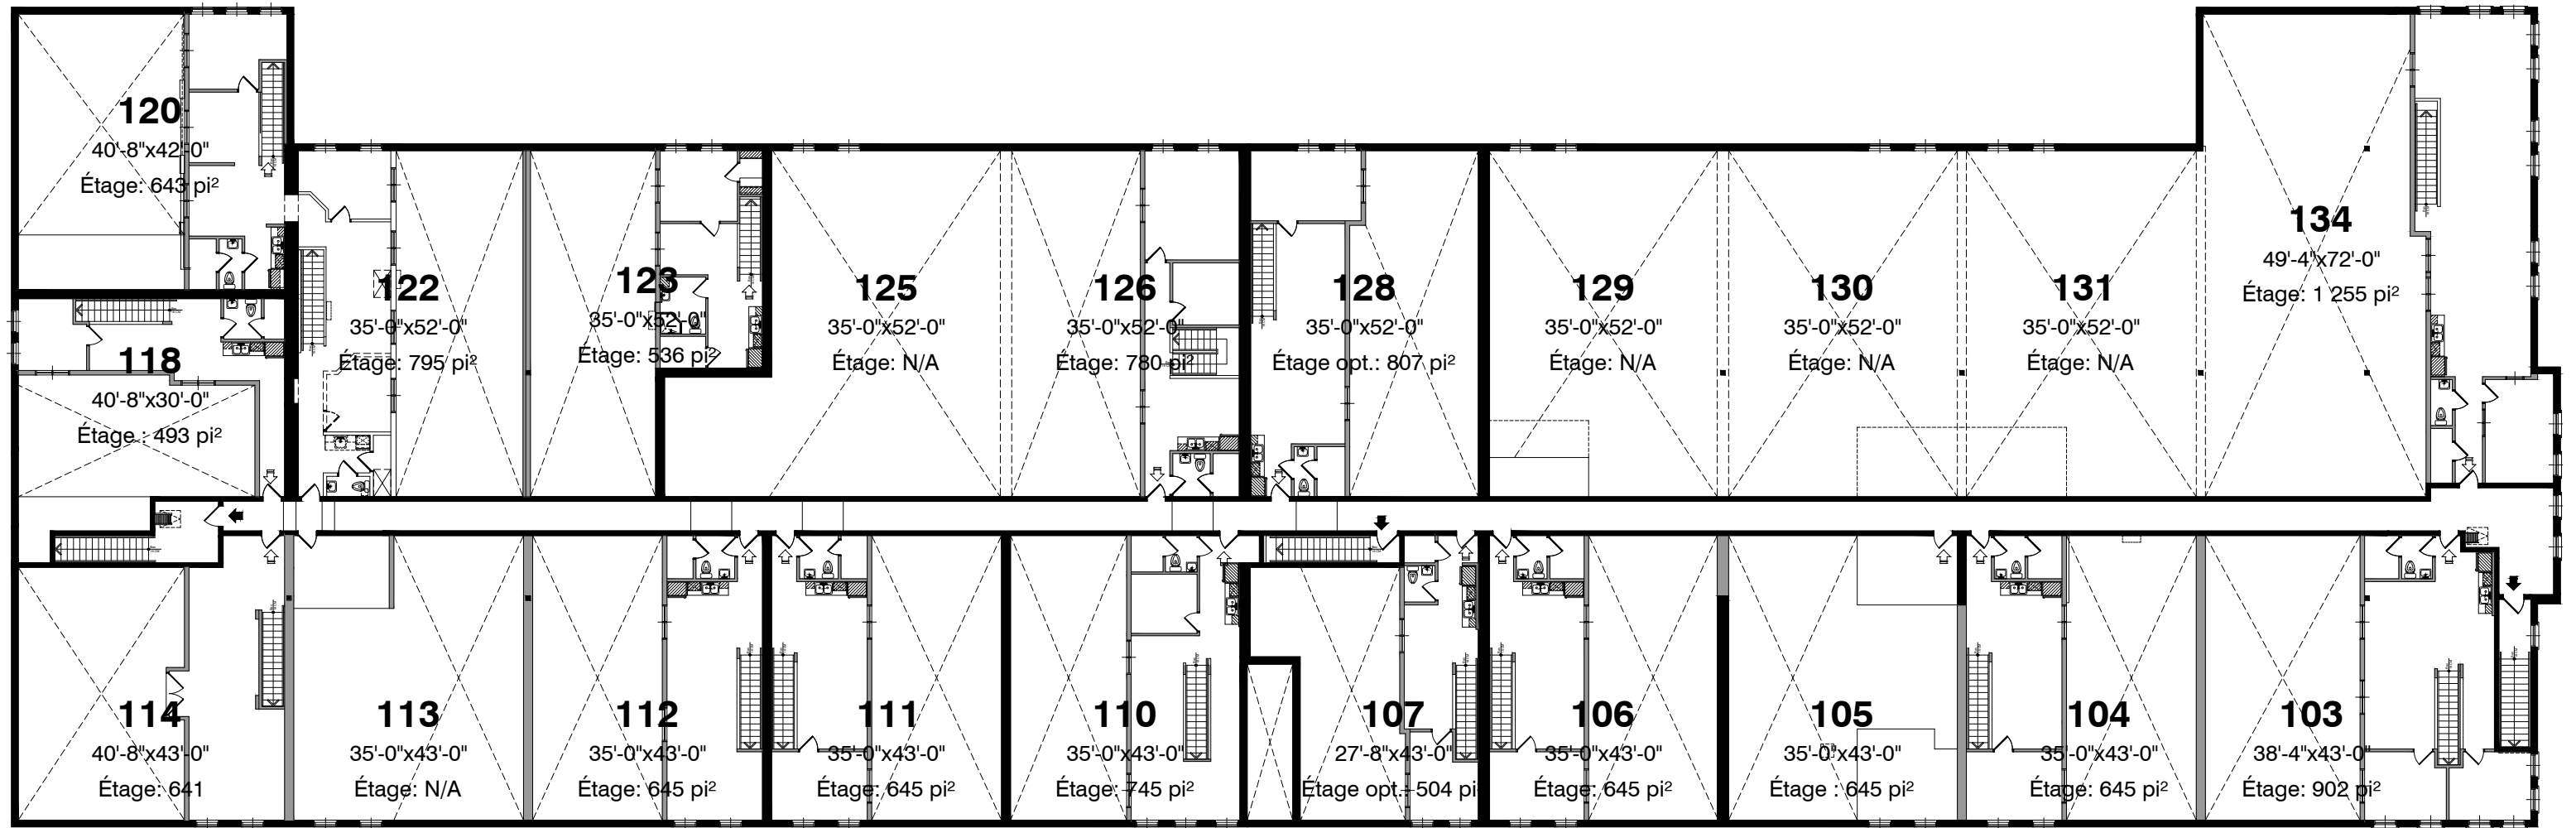 120
40'-8"x42'-0"
Étage: 643 pi²
122
35'-0"x52'-0"
Étage: 795 pi²
123
35'-0"x52'-0"
Étage: 536 pi²
125
35'-0"x52'-0"
Étage: N/A
126
35'-0"x52'-0"
Étage: 780 pi²
128
35'-0"x52'-0"
Étage opt.: 807 pi²
129
35'-0"x52'-0"
Étage: N/A
130
35'-0"x52'-0"
Étage: N/A
131
35'-0"x52'-0"
Étage: N/A
134
49'-4"x72'-0"
Étage: 1 255 pi²
118
40'-8"x30'-0"
Étage : 493 pi²
114
40'-8"x43'-0"
Étage: 641
113
35'-0"x43'-0"
Étage: N/A
112
35'-0"x43'-0"
Étage: 645 pi²
111
35'-0"x43'-0"
Étage: 645 pi²
110
35'-0"x43'-0"
Étage: 745 pi²
107
27'-8"x43'-0"
Étage opt.: 504 pi
106
35'-0"x43'-0"
Étage: 645 pi²
105
35'-0"x43'-0"
Étage : 645 pi²
104
35'-0"x43'-0"
Étage: 645 pi²
103
38'-4"x43'-0"
Étage: 902 pi²